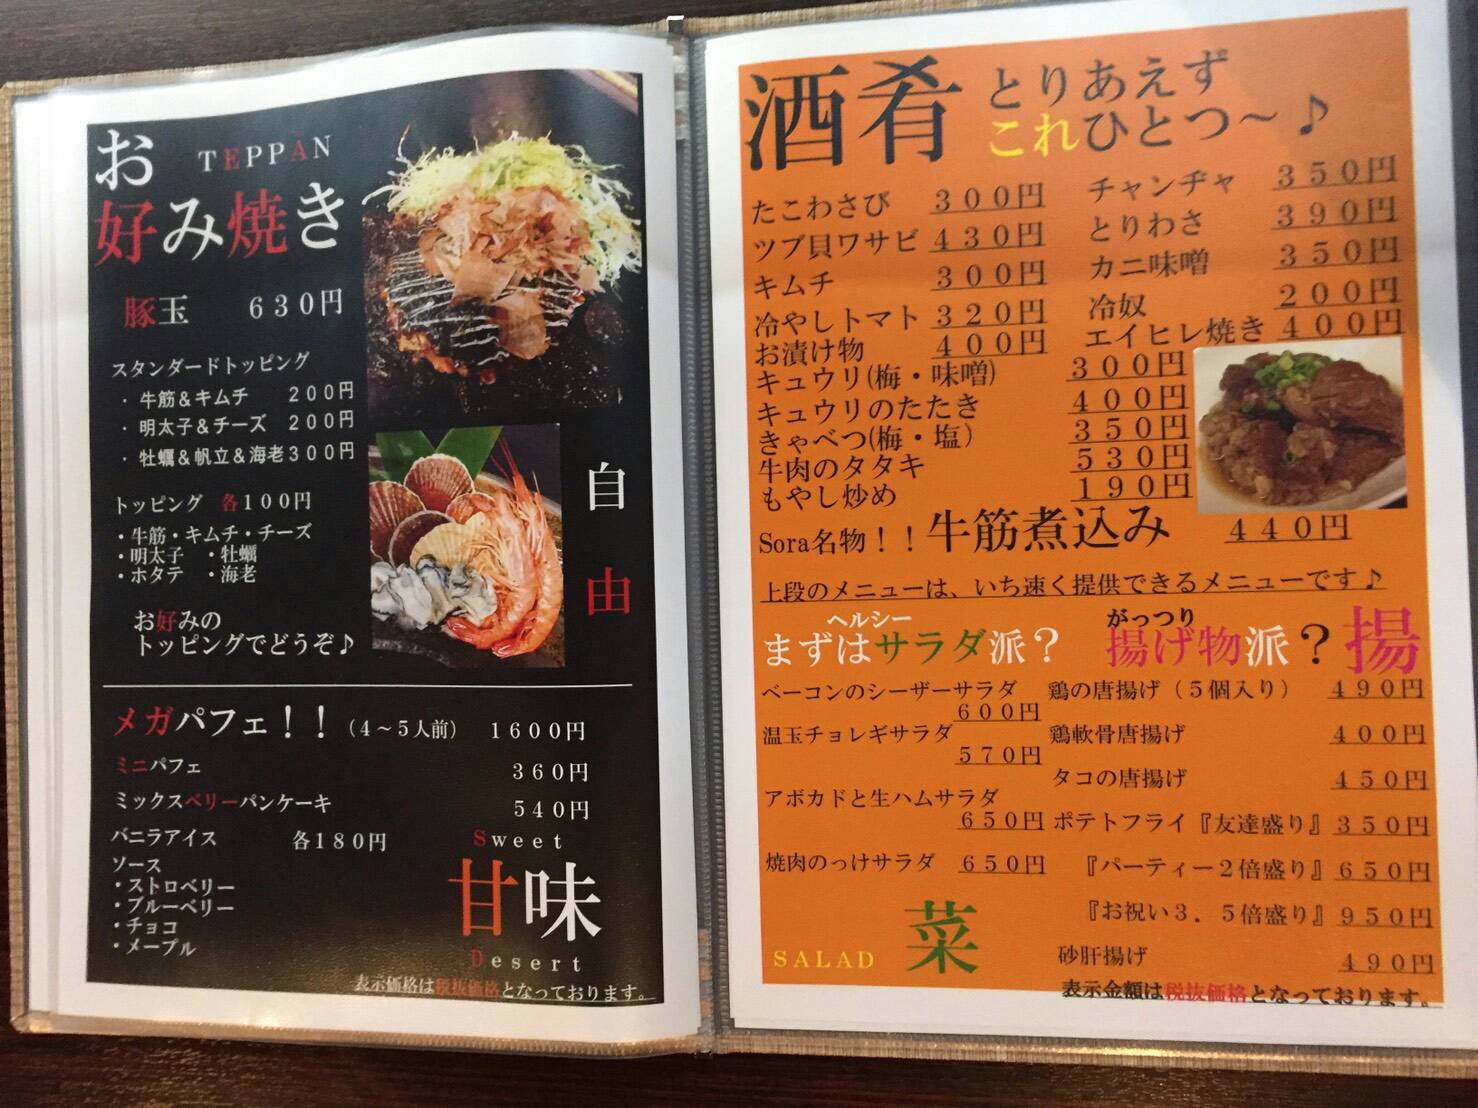 お TEPPAN
好み焼き
豚玉 630円
スタンダードトッピング
・牛筋&キムチ 200円
・明太子&チーズ 200円
・牡蠣&帆立&海老300円
自由
トッピング 各100円
・牛筋・キムチ・チーズ
・明太子 ・牡蠣
・ホタテ ・海老
お好みの
トッピングでどうぞ♪
メガパフェ！！（4～5人前） 1600円
ミニパフェ 360円
ミックスベリーパンケーキ 540円
バニラアイス 各180円
ソース
・ストロベリー
・ブルーベリー
・チョコ
・メープル
Sweet
甘味
Desert
表示価格は税抜価格となっております。
酒肴 とりあえず
これひとつ～♪
たこわさび 300円
ツブ貝ワサビ 430円
キムチ 300円
冷やしトマト 320円
お漬け物 400円
チャンヂャ 350円
とりわさ 390円
カニ味噌 350円
冷奴 200円
エイヒレ焼き 400円
キュウリ(梅・味噌) 300円
キュウリのたたき 400円
きゃべつ(梅・塩) 350円
牛肉のタタキ 530円
もやし炒め 190円
Sora名物！！牛筋煮込み 440円
上段のメニューは、いち速く提供できるメニューです♪
ヘルシー
まずはサラダ派？
ベーコンのシーザーサラダ
600円
温玉チョレギサラダ
570円
アボカドと生ハムサラダ
650円
焼肉のっけサラダ 650円
SALAD 菜
がっつり
揚げ物派？揚
鶏の唐揚げ（5個入り） 490円
鶏軟骨唐揚げ 400円
タコの唐揚げ 450円
ポテトフライ『友達盛り』350円
『パーティー2倍盛り』650円
『お祝い3．5倍盛り』950円
砂肝揚げ 490円
表示金額は税抜価格となっております。